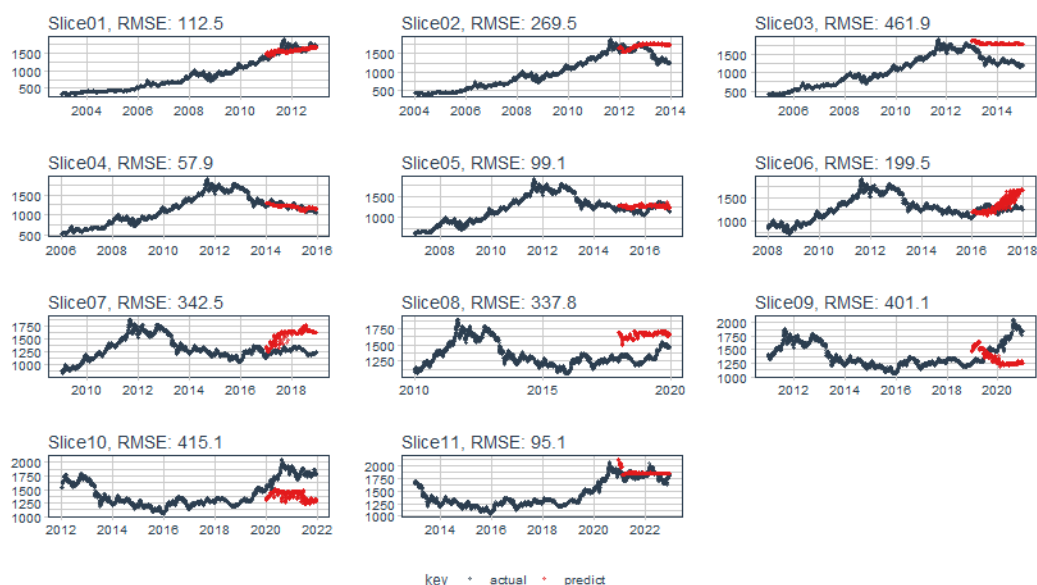 Slice01, RMSE: 112.5
1500
1000
500
2004 2006 2008 2010 2012
Slice02, RMSE: 269.5
1500
1000
500
2004 2006 2008 2010 2012 2014
Slice03, RMSE: 461.9
1500
1000
500
2006 2008 2010 2012 2014
Slice04, RMSE: 57.9
1500
1000
500
2006 2008 2010 2012 2014 2016
Slice05, RMSE: 99.1
1500
1000
2008 2010 2012 2014 2016
Slice06, RMSE: 199.5
1500
1000
2008 2010 2012 2014 2016 2018
Slice07, RMSE: 342.5
1750
1500
1250
1000
2010 2012 2014 2016 2018
Slice08, RMSE: 337.8
1750
1500
1250
2010 2015 2020
Slice09, RMSE: 401.1
2000
1750
1500
1250
1000
2012 2014 2016 2018 2020
Slice10, RMSE: 415.1
2000
1750
1500
1250
1000
2012 2014 2016 2018 2020 2022
Slice11, RMSE: 95.1
2000
1750
1500
1250
1000
2014 2016 2018 2020 2022
key actual predict